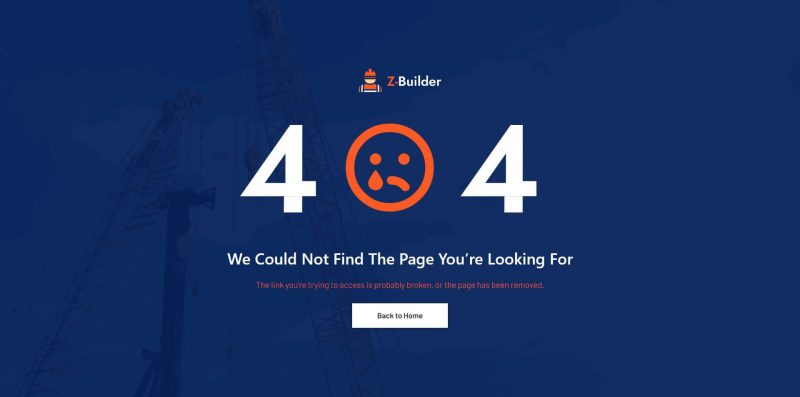 Z-Builder
4 4
We Could Not Find The Page You're Looking For
The link you're trying to access is probably broken, or the page has been removed.
Back to Home